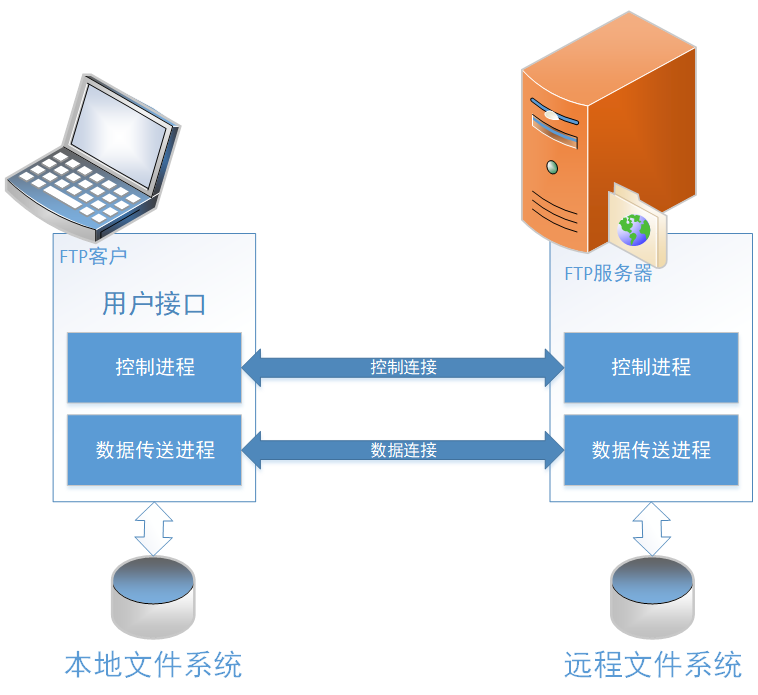 FTP客户
FTP服务器
用户接口
控制进程
控制连接
控制进程
数据传送进程
数据连接
数据传送进程
本地文件系统
远程文件系统